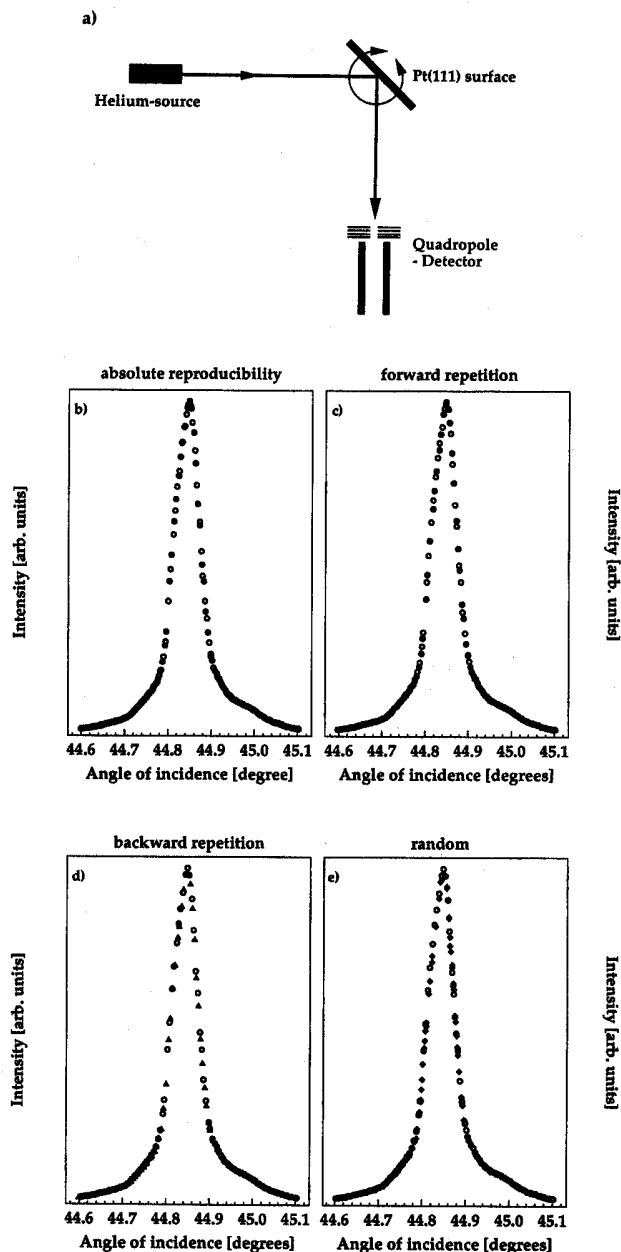 a)
Helium-source
Pt(111) surface
Quadropole
- Detector
absolute reproducibility
b)
Intensity [arb. units]
44.6 44.7 44.8 44.9 45.0 45.1
Angle of incidence [degree]
forward repetition
c)
Intensity [arb. units]
44.6 44.7 44.8 44.9 45.0 45.1
Angle of incidence [degrees]
backward repetition
d)
Intensity [arb. units]
44.6 44.7 44.8 44.9 45.0 45.1
Angle of incidence [degrees]
random
e)
Intensity [arb. units]
44.6 44.7 44.8 44.9 45.0 45.1
Angle of incidence [degrees]